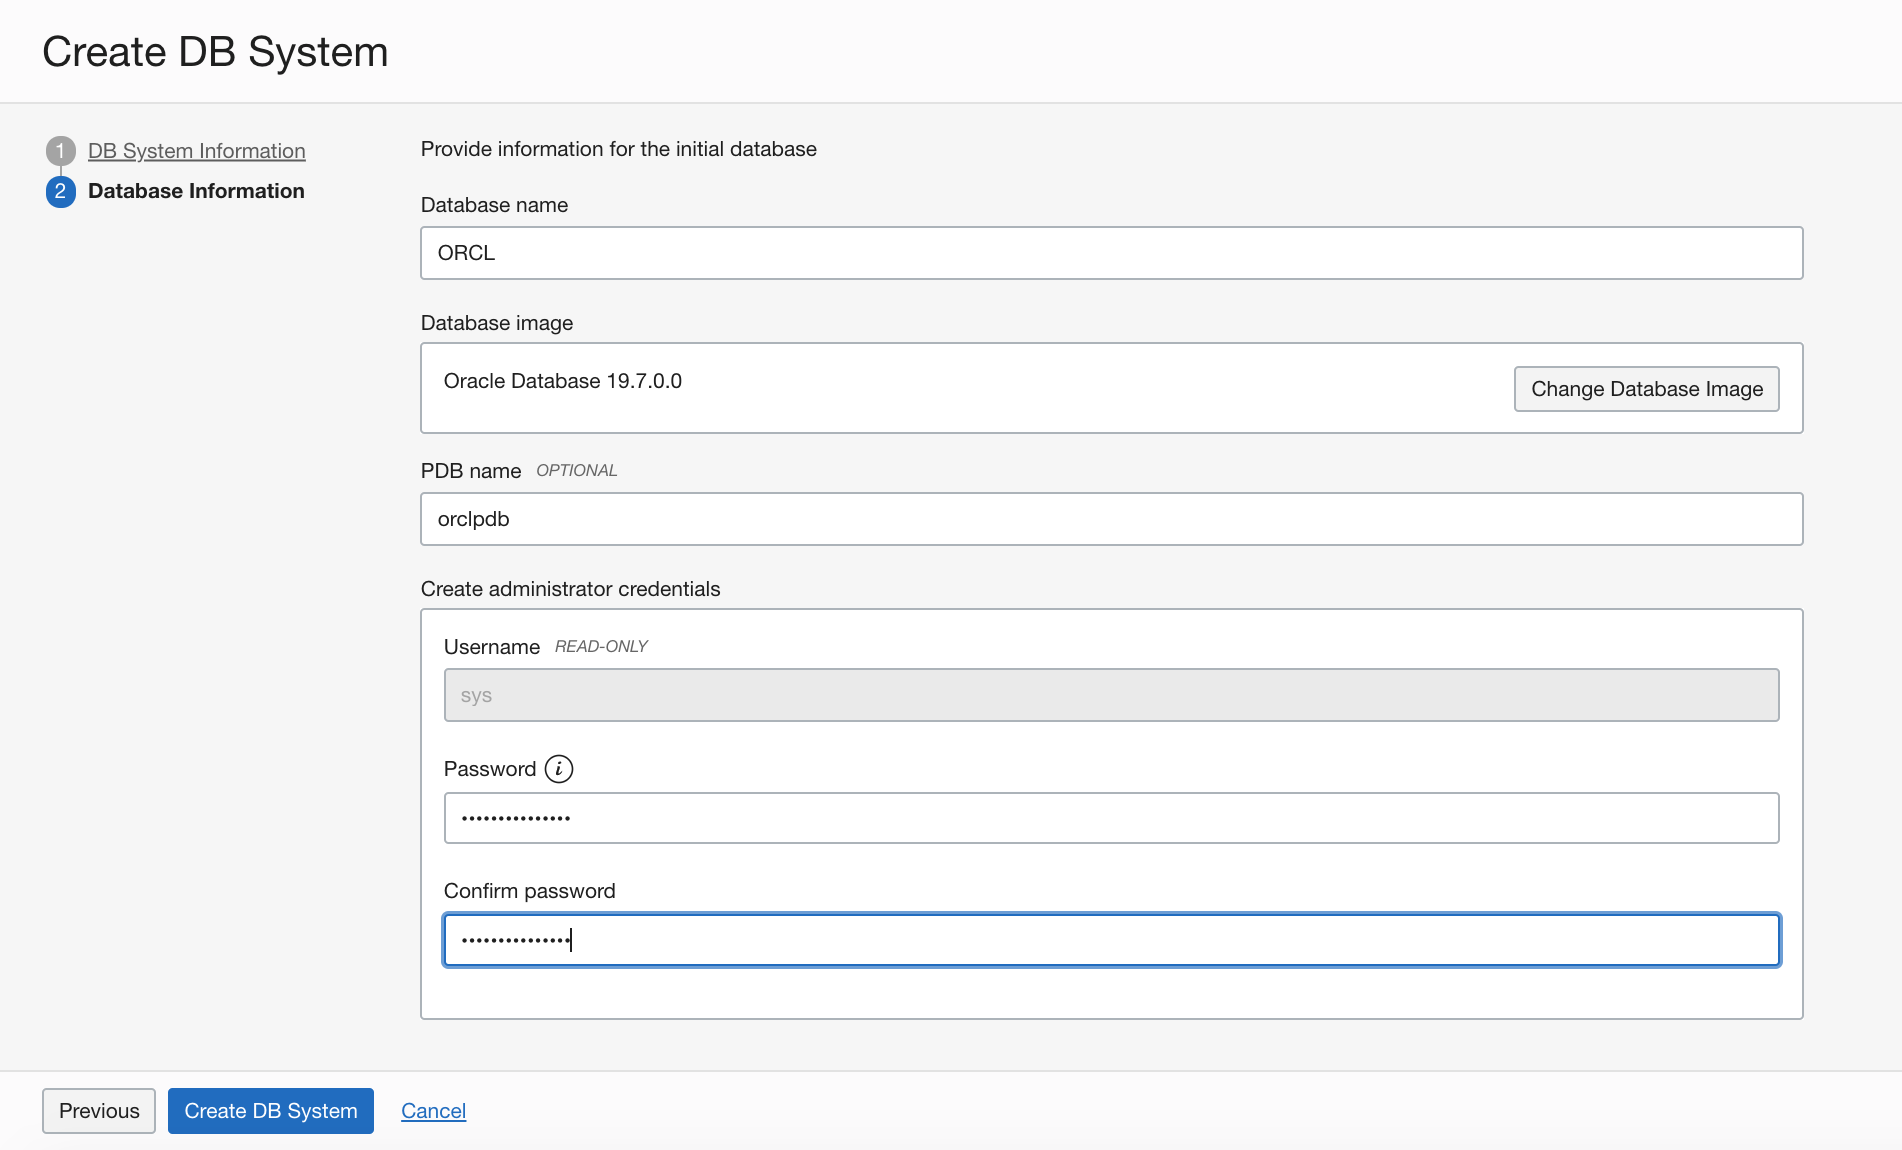 Create DB System
1 DB System Information
2 Database Information
Provide information for the initial database
Database name
ORCL
Database image
Oracle Database 19.7.0.0
Change Database Image
PDB name OPTIONAL
orclpdb
Create administrator credentials
Username READ-ONLY
sys
Password i
•••••••••••••••
Confirm password
•••••••••••••••
Previous Create DB System Cancel